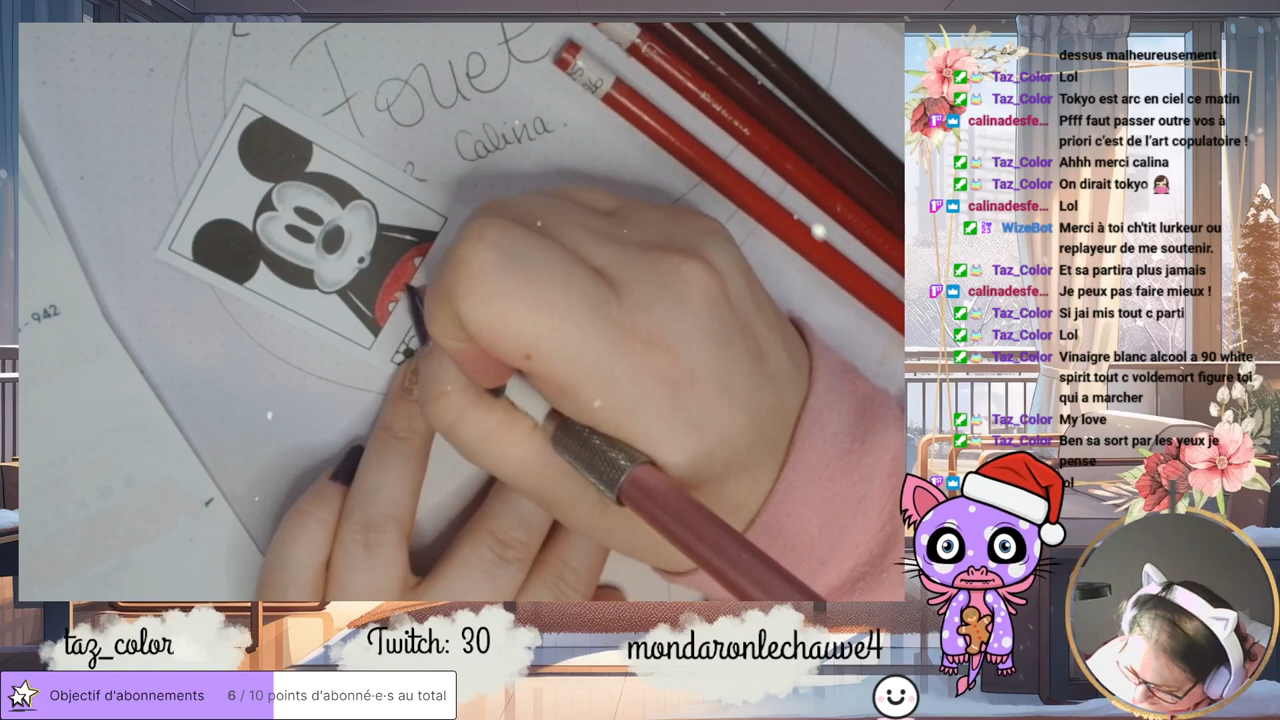 Fouet
Calina.
-942
dessus malheureusement
Taz_Color Lol
Taz_Color Tokyo est arc en ciel ce matin
calinadesfe... Pfff faut passer outre vos à
priori c'est de l'art copulatoire !
Taz_Color Ahhh merci calina
Taz_Color On dirait tokyo
calinadesfe... Lol
WizeBot Merci à toi ch'tit lurkeur ou
replayeur de me soutenir.
Taz_Color Et sa partira plus jamais
calinadesfe... Je peux pas faire mieux !
Taz_Color Si jai mis tout c parti
Taz_Color Lol
Taz_Color Vinaigre blanc alcool a 90 white
spirit tout c voldemort figure toi
qui a marcher
Taz_Color My love
Taz_Color Ben sa sort par les yeux je
pense
taz_color
Twitch: 30
mondaronlechauve4
Objectif d'abonnements 6 / 10 points d'abonné·e·s au total